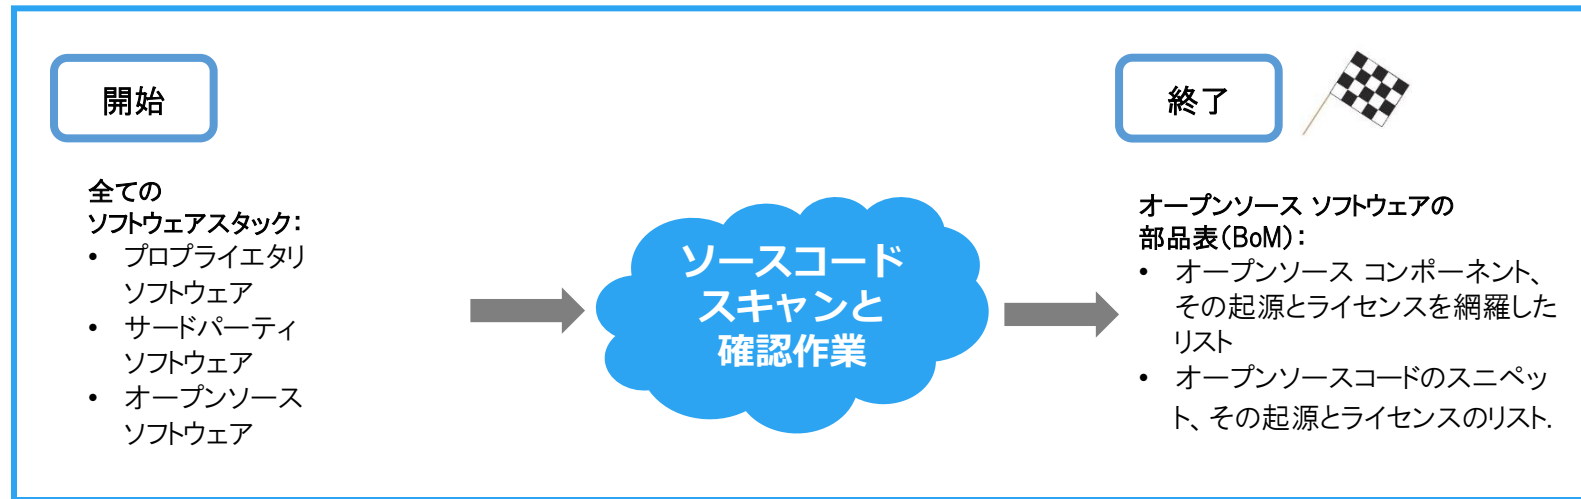 開始
全ての
ソフトウェアスタック：
• プロプライエタリ
ソフトウェア
• サードパーティ
ソフトウェア
• オープンソース
ソフトウェア
ソースコード
スキャンと
確認作業
終了
オープンソース ソフトウェアの
部品表(BoM)：
• オープンソース コンポーネント、
その起源とライセンスを網羅した
リスト
• オープンソースコードのスニペッ
ト、その起源とライセンスのリスト.